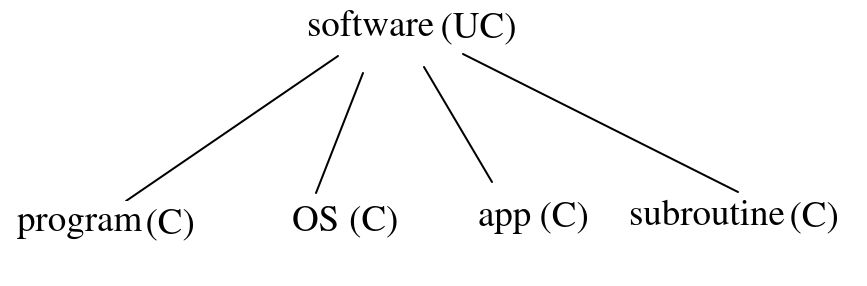 software (UC)
program (C) OS (C) app (C) subroutine (C)